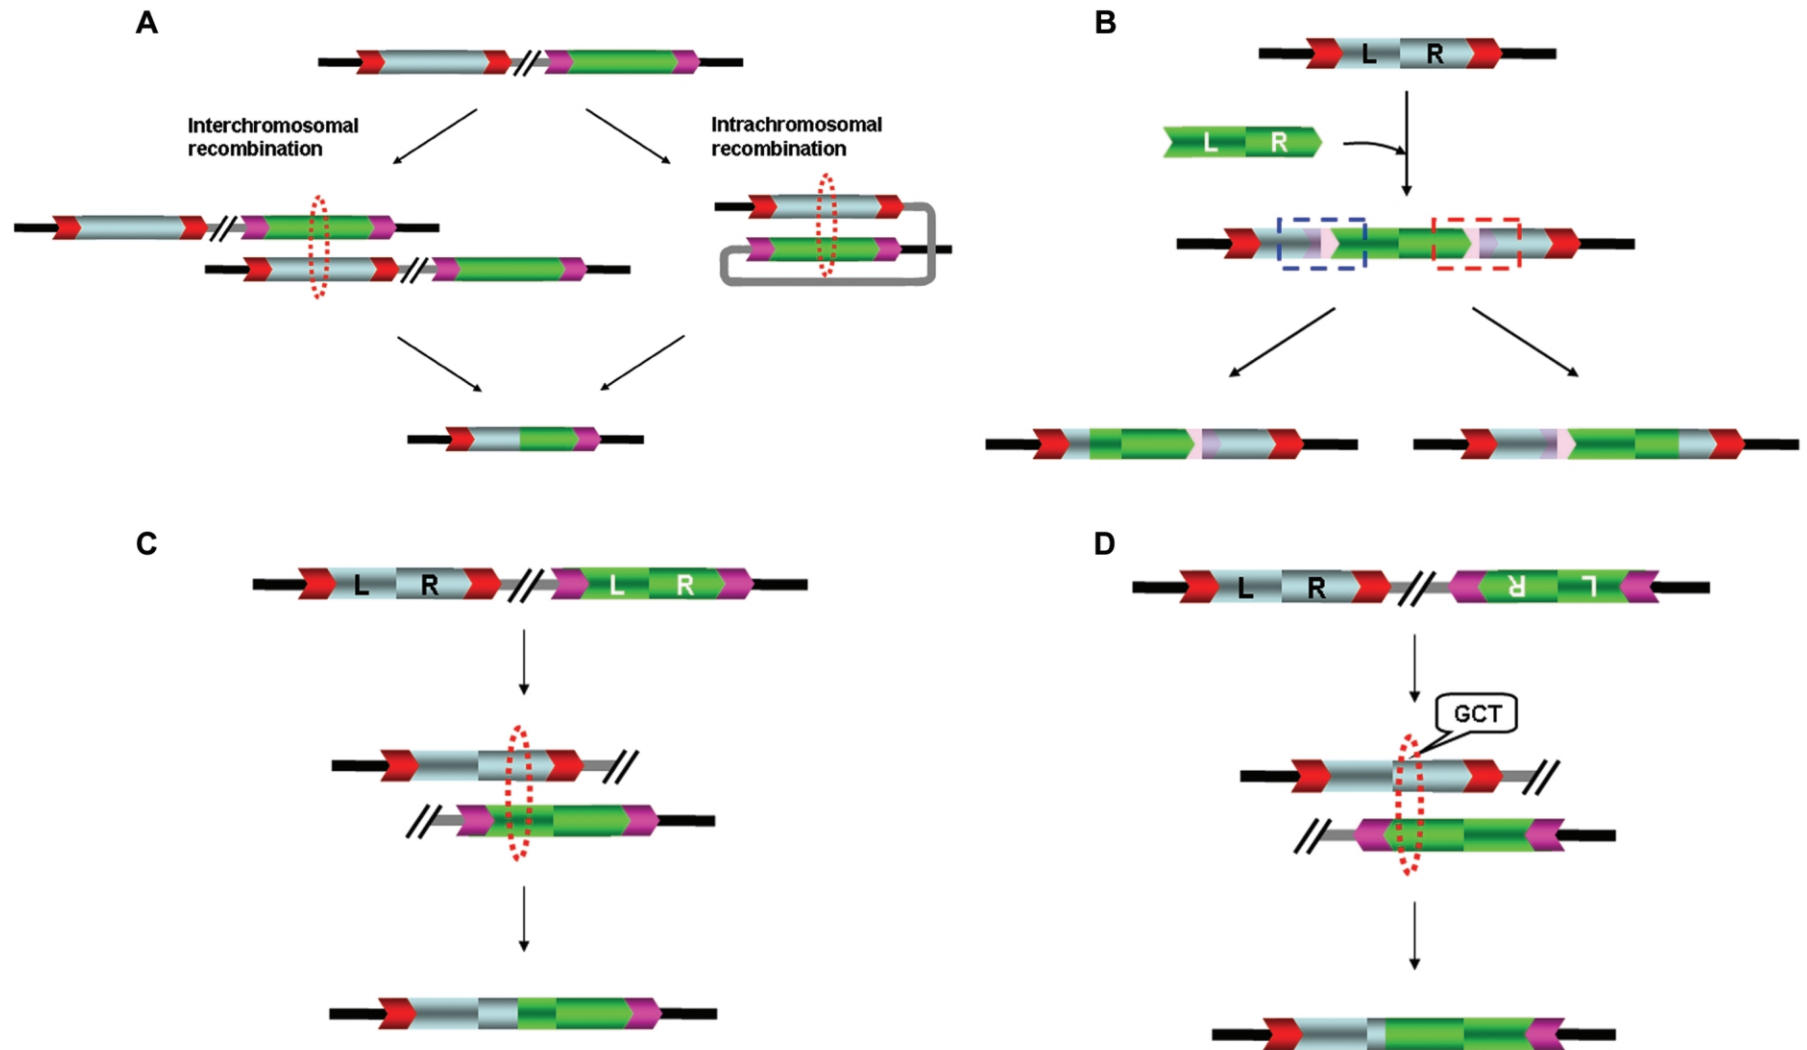 A
Interchromosomal
recombination
Intrachromosomal
recombination
B
L R
L R
C
L R L R
D
L R R L
GCT